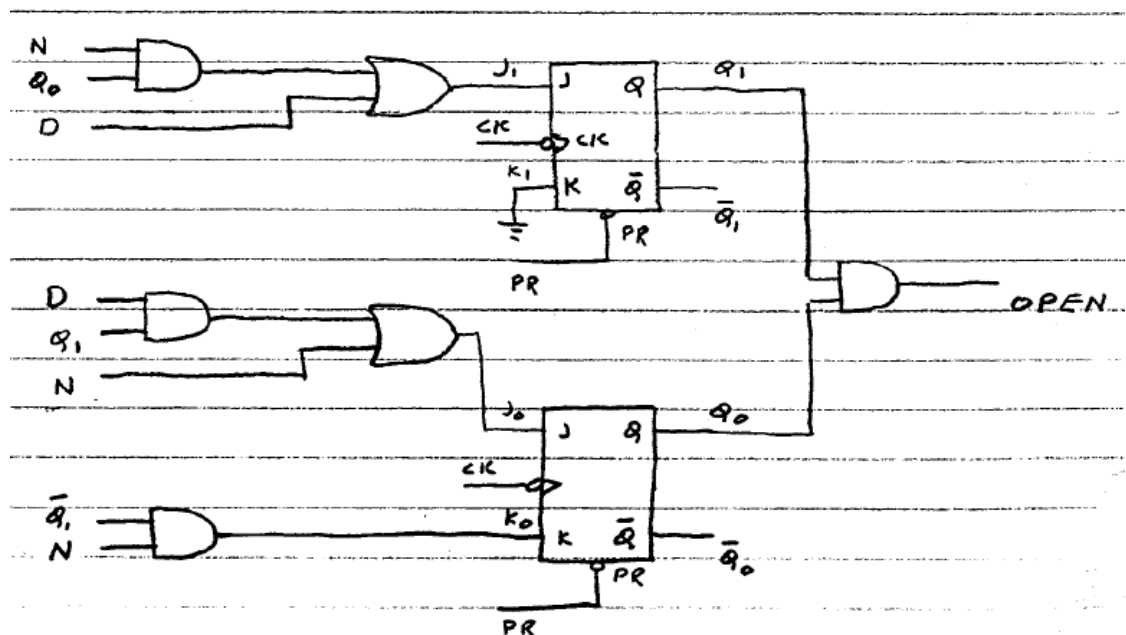 N
Q₀
D
J₁
J
Q
Q₁
CK
CK
K₁
K
Q̅
Q̅₁
PR
PR
D
Q₁
N
OPEN
J₀
J
Q
Q₀
CK
Q̅₁
N
K₀
K
Q̅
Q̅₀
PR
PR